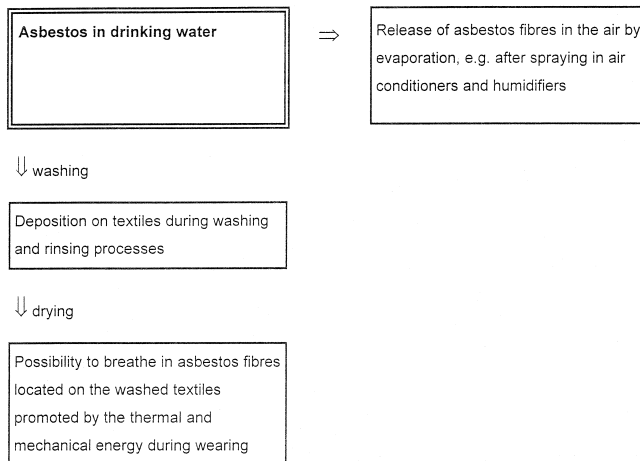 Asbestos in drinking water
⇒
Release of asbestos fibres in the air by
evaporation, e.g. after spraying in air
conditioners and humidifiers
⇓ washing
Deposition on textiles during washing
and rinsing processes
⇓ drying
Possibility to breathe in asbestos fibres
located on the washed textiles
promoted by the thermal and
mechanical energy during wearing